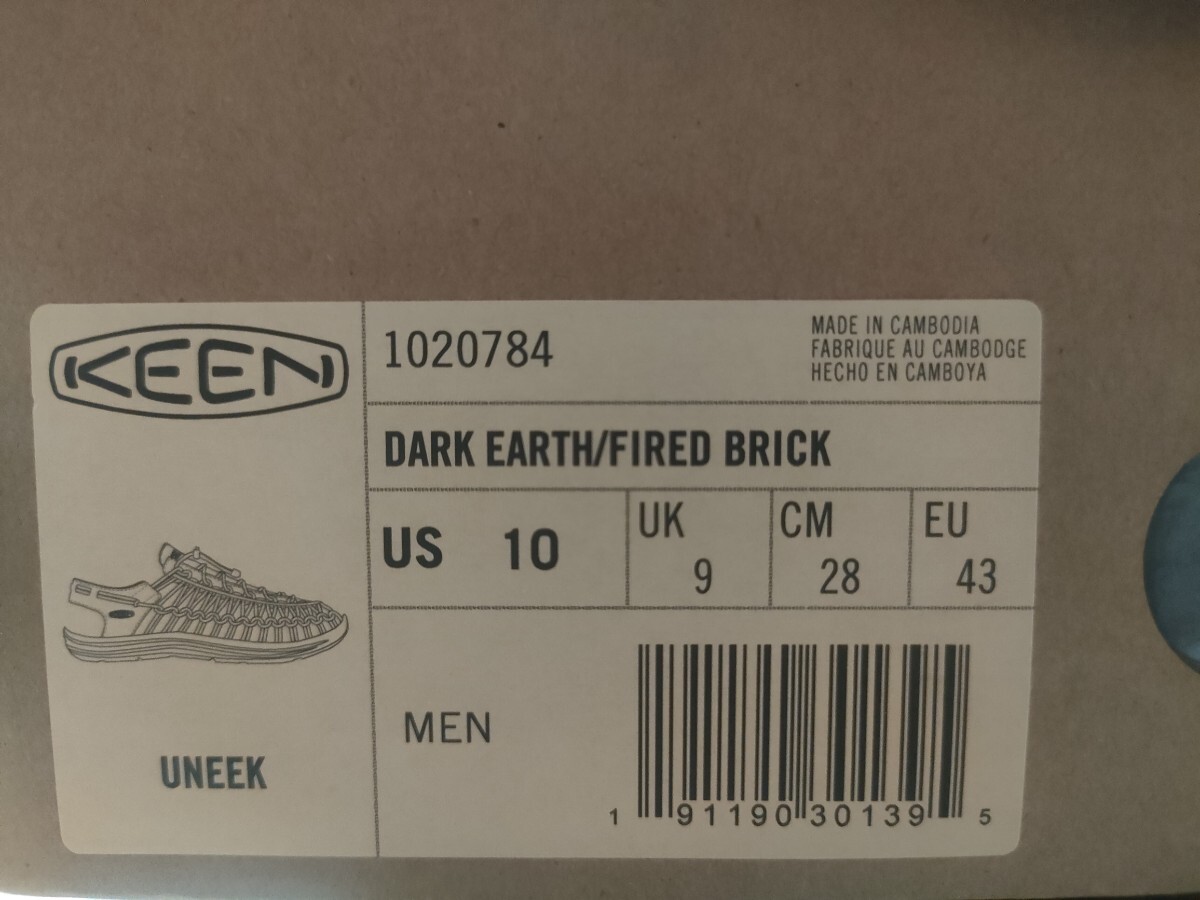 KEEN
1020784
MADE IN CAMBODIA
FABRIQUE AU CAMBODGE
HECHO EN CAMBOYA
DARK EARTH/FIRED BRICK
US 10
UK 9
CM 28
EU 43
UNEEK
MEN
1 91190 30139 5